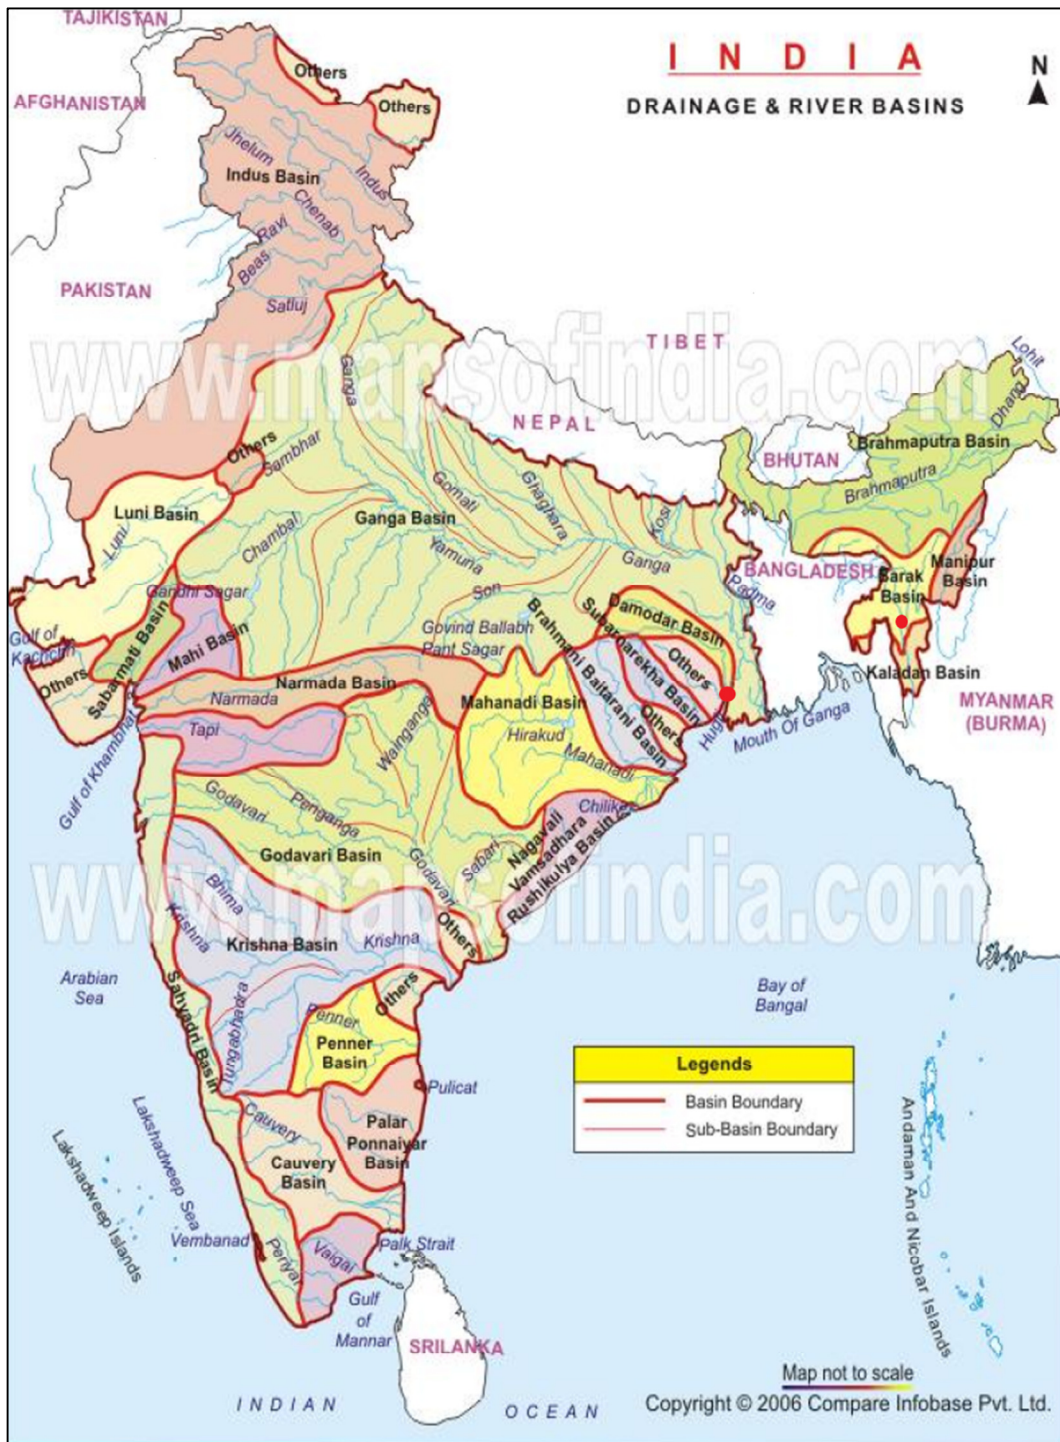 TAJIKISTAN
I N D I A
DRAINAGE & RIVER BASINS
N
AFGHANISTAN
Others
Others
Jhelum
Indus
Indus Basin
Chenab
Ravi
Beas
Satluj
PAKISTAN
www.mapsofindia.com
TIBET
Lohit
Dhang
NEPAL
BHUTAN
Brahmaputra Basin
Brahmaputra
Ganga
Others
Sambhar
Gomati
Ghaghara
Kosi
Luni Basin
Luni
Chambal
Ganga Basin
Yamuna
Ganga
Son
Padma
BANGLADESH
Barak
Basin
Manipur
Basin
Gandhi Sagar
Gulf of
Kachchh
Sabarmati Basin
Mahi Basin
Others
Govind Ballabh
Pant Sagar
Damodar Basin
Subarnarekha Basin
Others
Brahmani Baitarani Basin
Others
Kaladan Basin
MYANMAR
(BURMA)
Narmada Basin
Narmada
Mahanadi Basin
Hirakud
Mahanadi
Hugli
Mouth Of Ganga
Gulf of Khambhat
Tapi
Wainganga
Godavari
Penganga
Chilika
Godavari Basin
Godavari
Sabari
Nagavali
Vamsadhara
Rushikulya Basin
www.mapsofindia.com
Bhima
Krishna
Krishna Basin
Krishna
Others
Arabian
Sea
Bay of
Bangal
Sahyadri Basin
Tungabhadra
Others
Penner
Penner
Basin
Pulicat
Legends
Basin Boundary
Sub-Basin Boundary
Cauvery
Palar
Ponnaiyar
Basin
Cauvery
Basin
Lakshadweep Sea
Lakshadweep Islands
Andaman And Nicobar Islands
Vembanad
Periyar
Vaigai
Palk Strait
Gulf
of
Mannar
SRILANKA
Map not to scale
INDIAN
OCEAN
Copyright © 2006 Compare Infobase Pvt. Ltd.